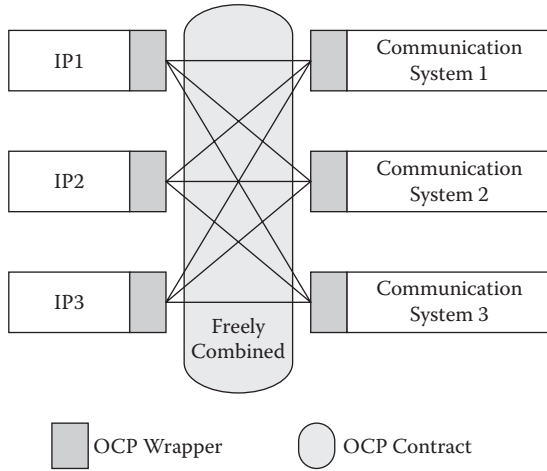 IP1
Communication
System 1
IP2
Communication
System 2
IP3
Communication
System 3
Freely
Combined
OCP Wrapper
OCP Contract